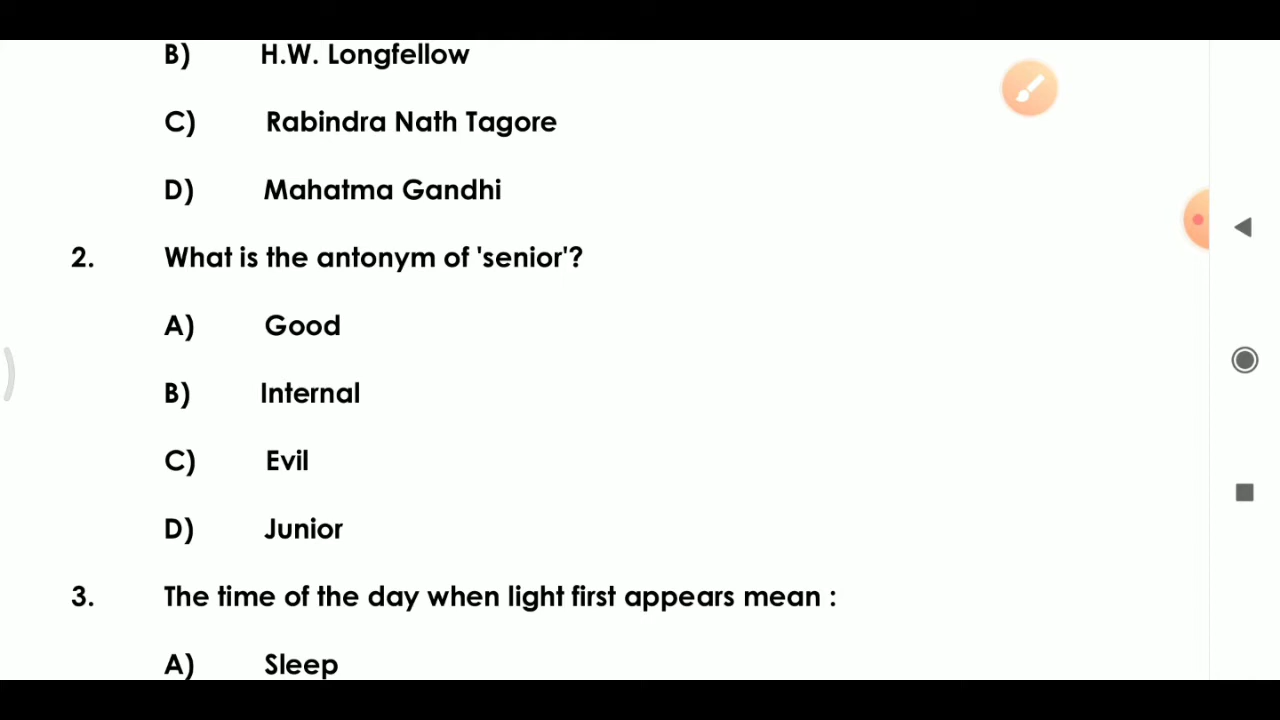 B) H.W. Longfellow
C) Rabindra Nath Tagore
D) Mahatma Gandhi
2. What is the antonym of 'senior'?
A) Good
B) Internal
C) Evil
D) Junior
3. The time of the day when light first appears mean :
A) Sleep